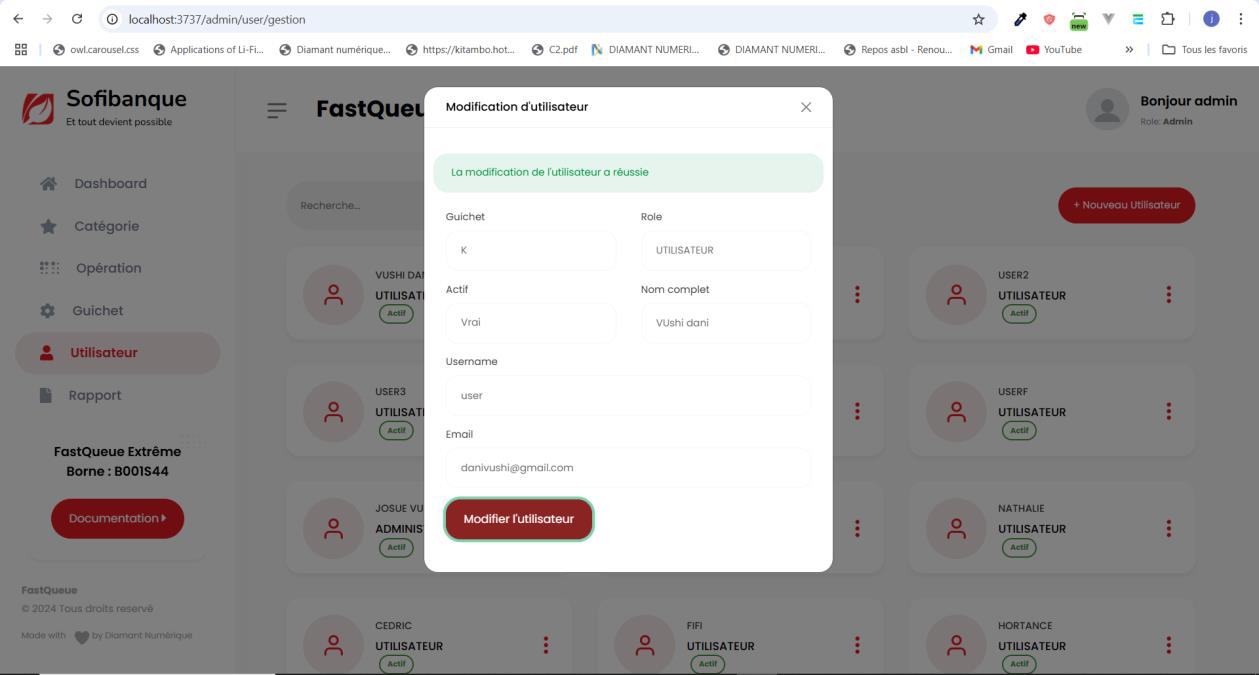 localhost:3737/admin/user/gestion
new
j
owl.carousel.css
Applications of Li-Fi...
Diamant numérique...
https://kitambo.hot...
C2.pdf
DIAMANT NUMERI...
DIAMANT NUMERI...
Repos asbl - Renou...
Gmail
YouTube
»
Tous les favoris
Sofibanque
Et tout devient possible
FastQueu
Bonjour admin
Role: Admin
Dashboard
Catégorie
Opération
Guichet
Utilisateur
Rapport
FastQueue Extrême
Borne : B001S44
Documentation
FastQueue
© 2024 Tous droits reservé
Made with by Diamant Numérique
Recherche...
+ Nouveau Utilisateur
Modification d'utilisateur
La modification de l'utilisateur a réussie
Guichet
Role
K
UTILISATEUR
Actif
Nom complet
Vrai
VUshi dani
Username
user
Email
danivushi@gmail.com
Modifier l'utilisateur
VUSHI DAN
UTILISAT
Actif
USER2
UTILISATEUR
Actif
USER3
UTILISAT
Actif
USERF
UTILISATEUR
Actif
JOSUE VU
ADMINIS
Actif
NATHALIE
UTILISATEUR
Actif
CEDRIC
UTILISATEUR
Actif
FIFI
UTILISATEUR
Actif
HORTANCE
UTILISATEUR
Actif